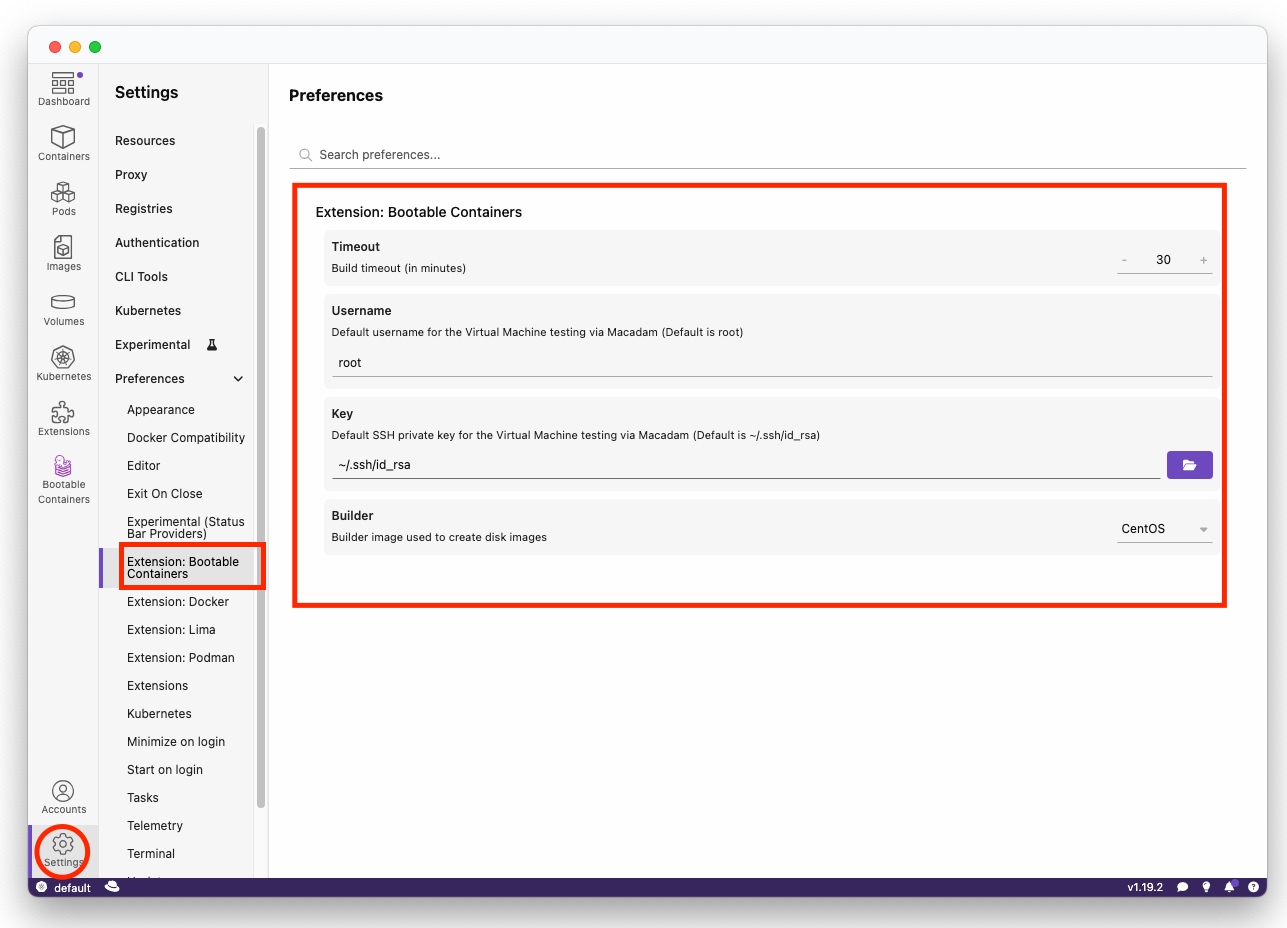 Dashboard
Containers
Pods
Images
Volumes
Kubernetes
Extensions
Bootable
Containers
Accounts
Settings
Settings
Resources
Proxy
Registries
Authentication
CLI Tools
Kubernetes
Experimental
Preferences
Appearance
Docker Compatibility
Editor
Exit On Close
Experimental (Status
Bar Providers)
Extension: Bootable
Containers
Extension: Docker
Extension: Lima
Extension: Podman
Extensions
Kubernetes
Minimize on login
Start on login
Tasks
Telemetry
Terminal
Preferences
Search preferences...
Extension: Bootable Containers
Timeout
Build timeout (in minutes)
- 30 +
Username
Default username for the Virtual Machine testing via Macadam (Default is root)
root
Key
Default SSH private key for the Virtual Machine testing via Macadam (Default is ~/.ssh/id_rsa)
~/.ssh/id_rsa
Builder
Builder image used to create disk images
CentOS
default
v1.19.2